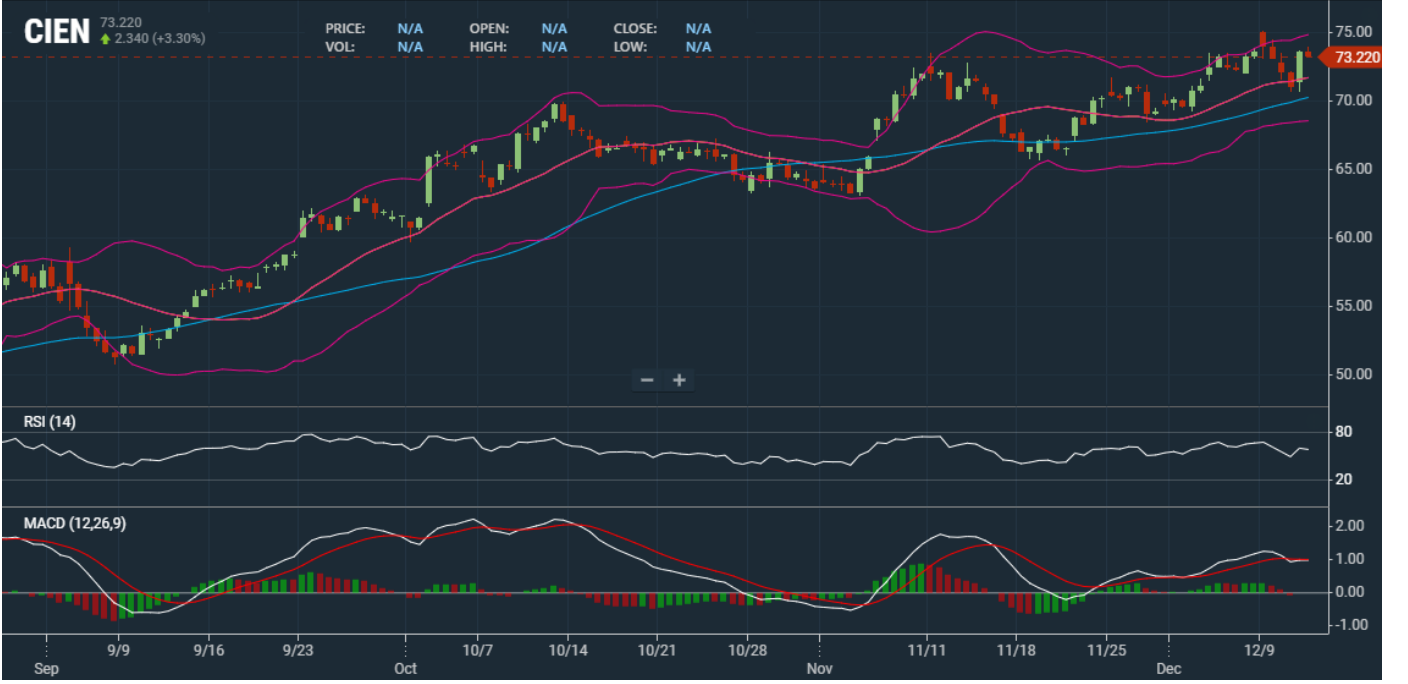 CIEN 73.220
2.340 (+3.30%)
PRICE: N/A OPEN: N/A CLOSE: N/A
VOL: N/A HIGH: N/A LOW: N/A
75.00
73.220
70.00
65.00
60.00
55.00
50.00
− +
RSI (14)
80
20
MACD (12,26,9)
2.00
1.00
0.00
-1.00
9/9 9/16 9/23 10/7 10/14 10/21 10/28 11/11 11/18 11/25 12/9
Sep Oct Nov Dec